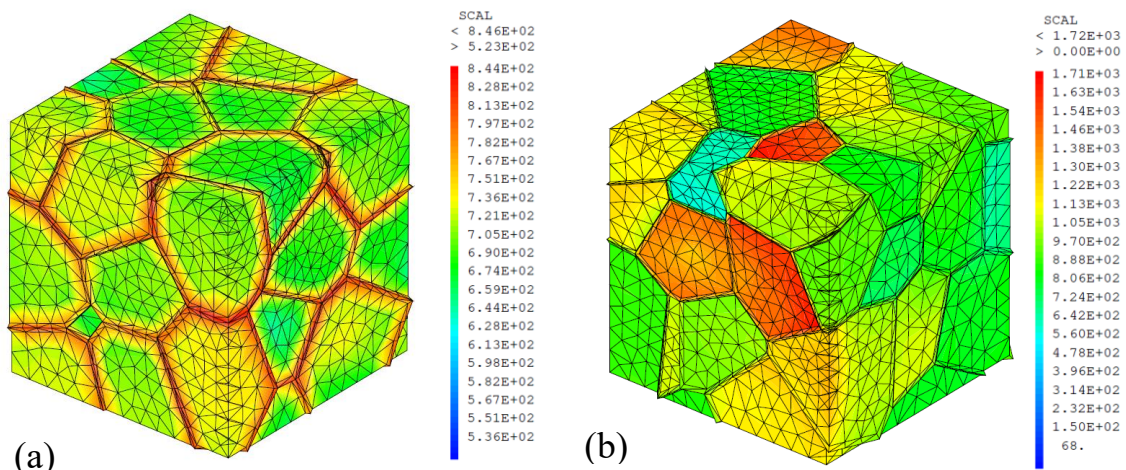 SCAL
< 8.46E+02
> 5.23E+02
8.44E+02
8.28E+02
8.13E+02
7.97E+02
7.82E+02
7.67E+02
7.51E+02
7.36E+02
7.21E+02
7.05E+02
6.90E+02
6.74E+02
6.59E+02
6.44E+02
6.28E+02
6.13E+02
5.98E+02
5.82E+02
5.67E+02
5.51E+02
5.36E+02
(a)
SCAL
< 1.72E+03
> 0.00E+00
1.71E+03
1.63E+03
1.54E+03
1.46E+03
1.38E+03
1.30E+03
1.22E+03
1.13E+03
1.05E+03
9.70E+02
8.88E+02
8.06E+02
7.24E+02
6.42E+02
5.60E+02
4.78E+02
3.96E+02
3.14E+02
2.32E+02
1.50E+02
68.
(b)